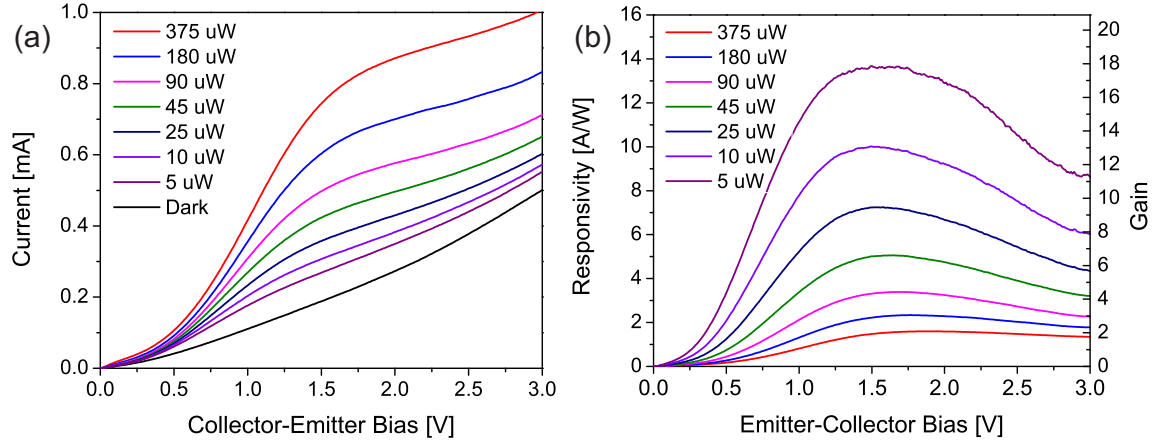 (a)
1.0
0.8
0.6
0.4
0.2
0.0
Current [mA]
375 uW
180 uW
90 uW
45 uW
25 uW
10 uW
5 uW
Dark
0.0 0.5 1.0 1.5 2.0 2.5 3.0
Collector-Emitter Bias [V]
(b)
16
14
12
10
8
6
4
2
0
Responsivity [A/W]
375 uW
180 uW
90 uW
45 uW
25 uW
10 uW
5 uW
20
18
16
14
12
10
8
6
4
2
0
Gain
0.0 0.5 1.0 1.5 2.0 2.5 3.0
Emitter-Collector Bias [V]